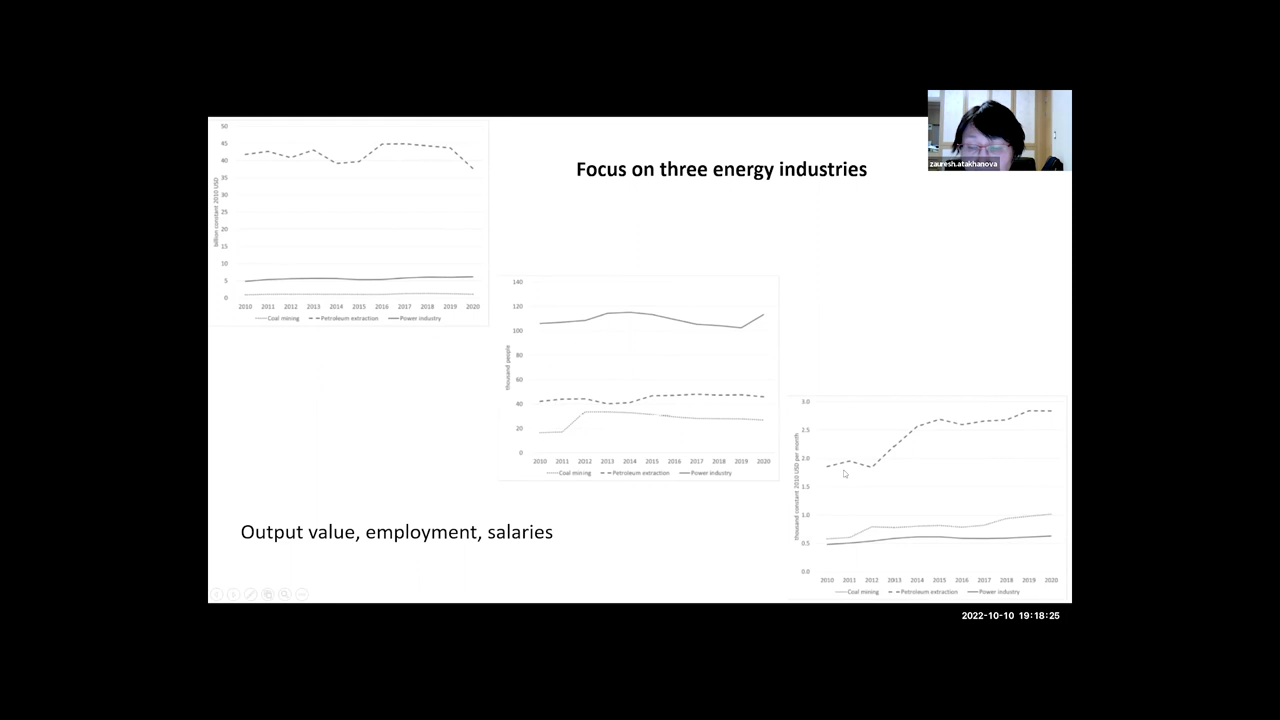 zauresh.atakhanova
Focus on three energy industries
50
45
40
35
30
25
20
15
10
5
0
billion constant 2010 USD
2010 2011 2012 2013 2014 2015 2016 2017 2018 2019 2020
Coal mining Petroleum extraction Power industry
140
120
100
80
60
40
20
0
thousand people
2010 2011 2012 2013 2014 2015 2016 2017 2018 2019 2020
Coal mining Petroleum extraction Power industry
3.0
2.5
2.0
1.5
1.0
0.5
0.0
thousand constant 2010 USD per month
2010 2011 2012 2013 2014 2015 2016 2017 2018 2019 2020
Coal mining Petroleum extraction Power industry
Output value, employment, salaries
2022-10-10 19:18:25